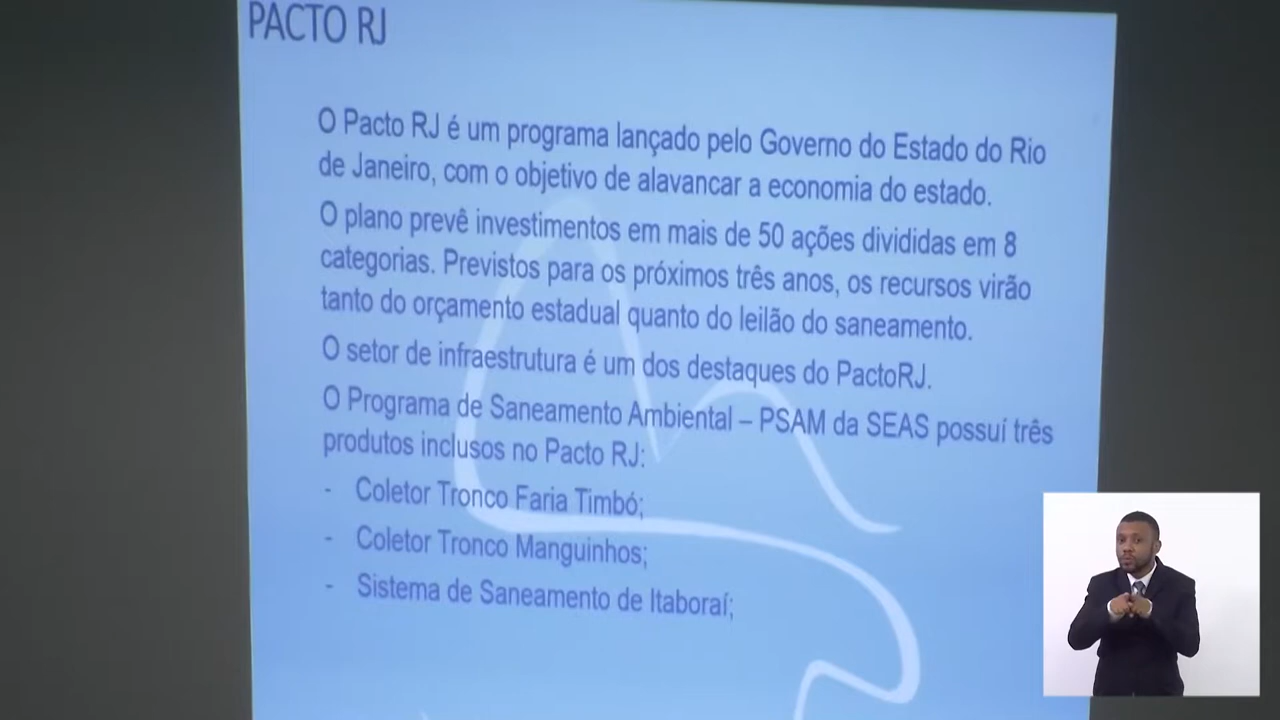 PACTO RJ
O Pacto RJ é um programa lançado pelo Governo do Estado do Rio
de Janeiro, com o objetivo de alavancar a economia do estado.
O plano prevê investimentos em mais de 50 ações divididas em 8
categorias. Previstos para os próximos três anos, os recursos virão
tanto do orçamento estadual quanto do leilão do saneamento.
O setor de infraestrutura é um dos destaques do PactoRJ.
O Programa de Saneamento Ambiental – PSAM da SEAS possuí três
produtos inclusos no Pacto RJ:
- Coletor Tronco Faria Timbó;
- Coletor Tronco Manguinhos;
- Sistema de Saneamento de Itaboraí;